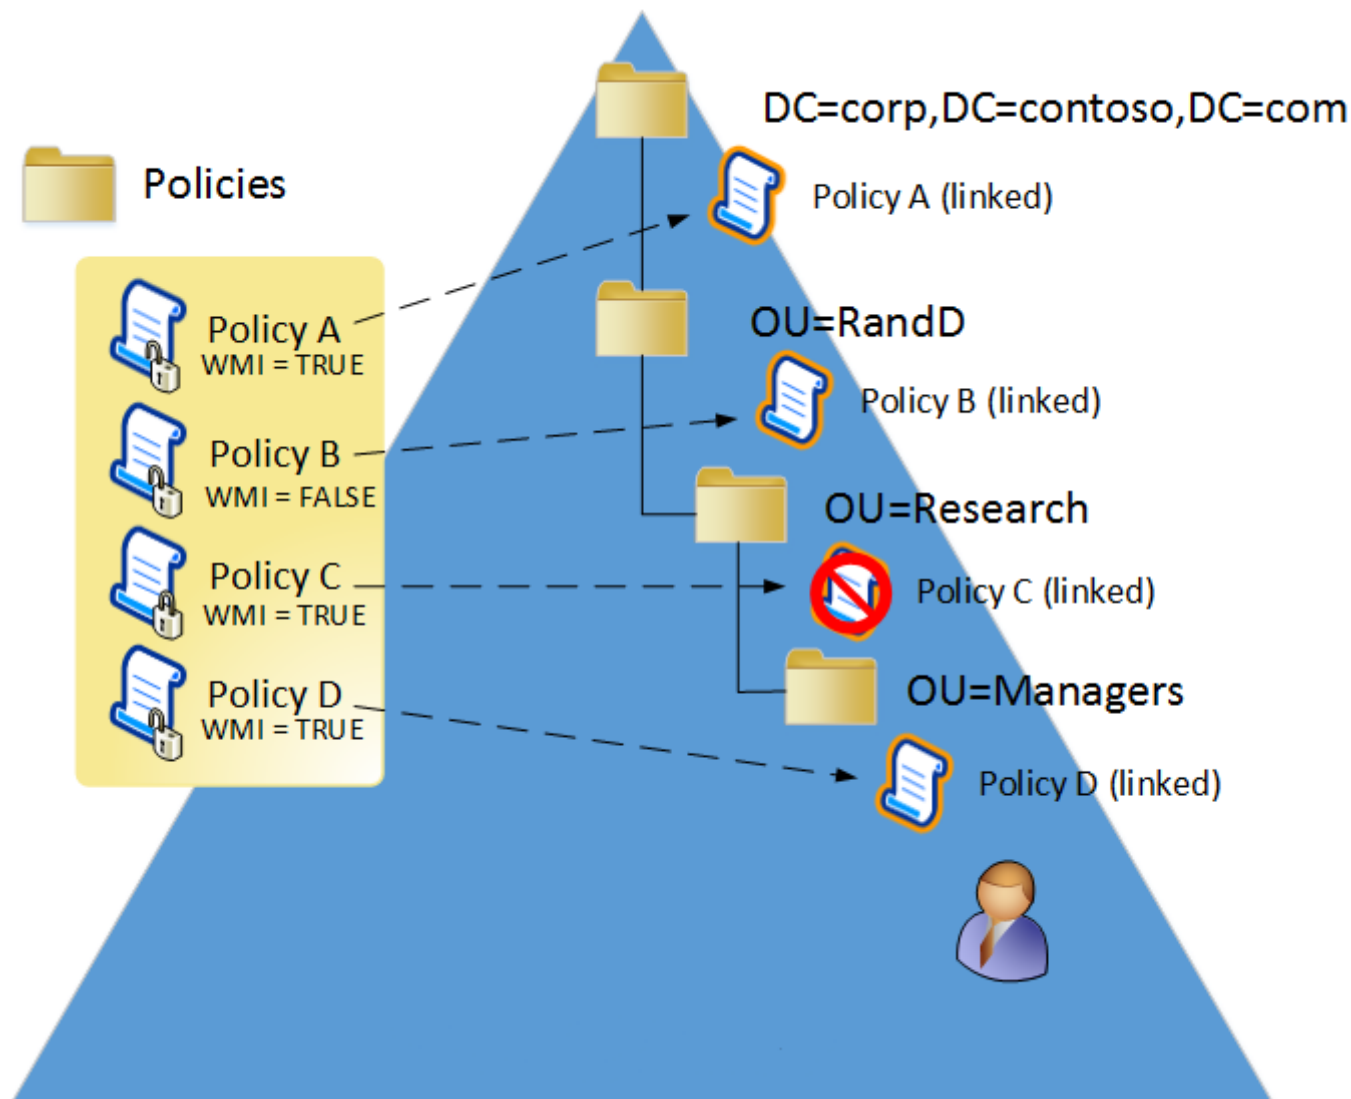 DC=corp,DC=contoso,DC=com
Policies
Policy A (linked)
Policy A
WMI = TRUE
OU=RandD
Policy B (linked)
Policy B
WMI = FALSE
OU=Research
Policy C
WMI = TRUE
Policy C (linked)
Policy D
WMI = TRUE
OU=Managers
Policy D (linked)